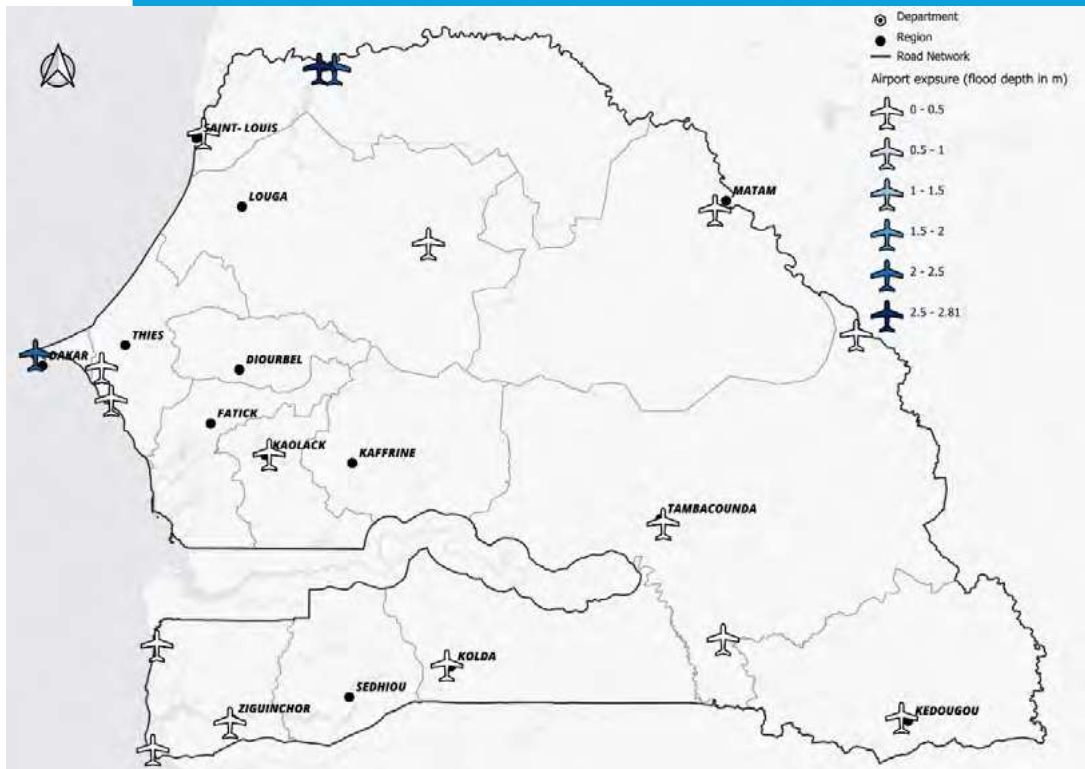 Department
Region
Road Network
Airport expsure (flood depth in m)
0 - 0.5
0.5 - 1
1 - 1.5
1.5 - 2
2 - 2.5
2.5 - 2.81
SAINT- LOUIS
LOUGA
MATAM
THIES
DAKAR
DIOURBEL
FATICK
KAOLACK
KAFFRINE
TAMBACOUNDA
KOLDA
SEDHIOU
ZIGUINCHOR
KEDOUGOU